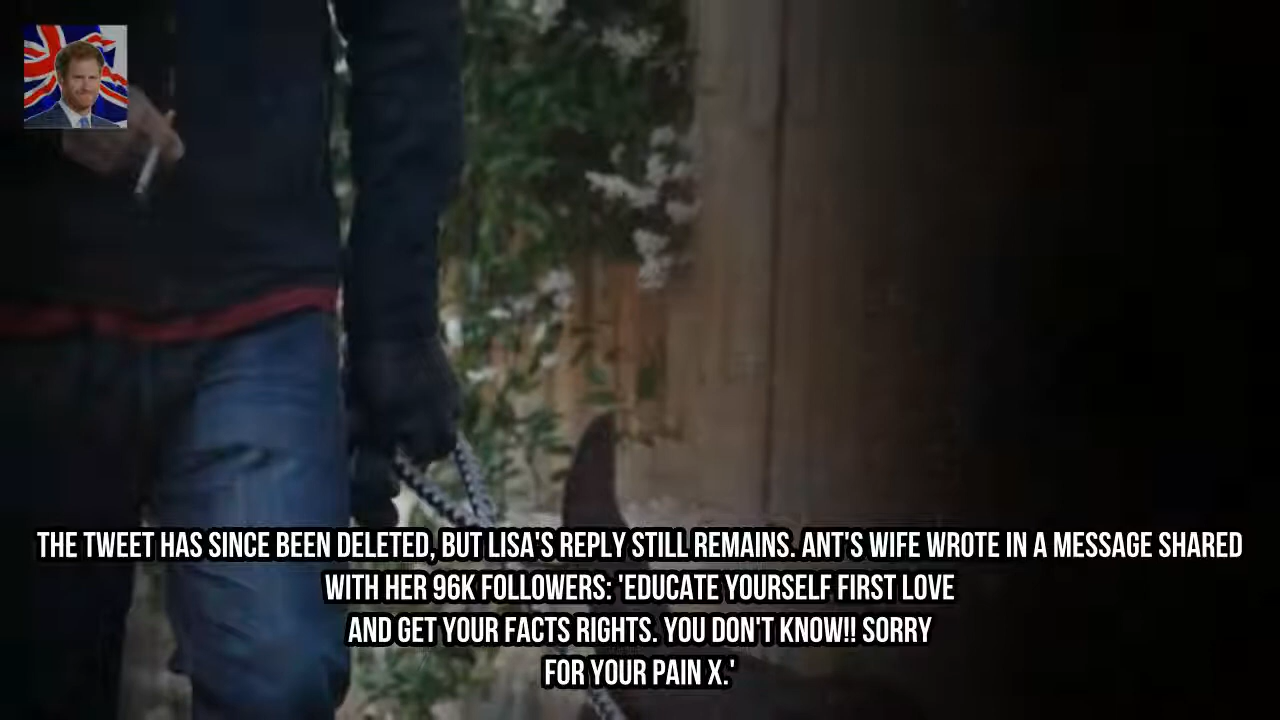 THE TWEET HAS SINCE BEEN DELETED, BUT LISA'S REPLY STILL REMAINS. ANT'S WIFE WROTE IN A MESSAGE SHARED
WITH HER 96K FOLLOWERS: 'EDUCATE YOURSELF FIRST LOVE
AND GET YOUR FACTS RIGHTS. YOU DON'T KNOW!! SORRY
FOR YOUR PAIN X.'